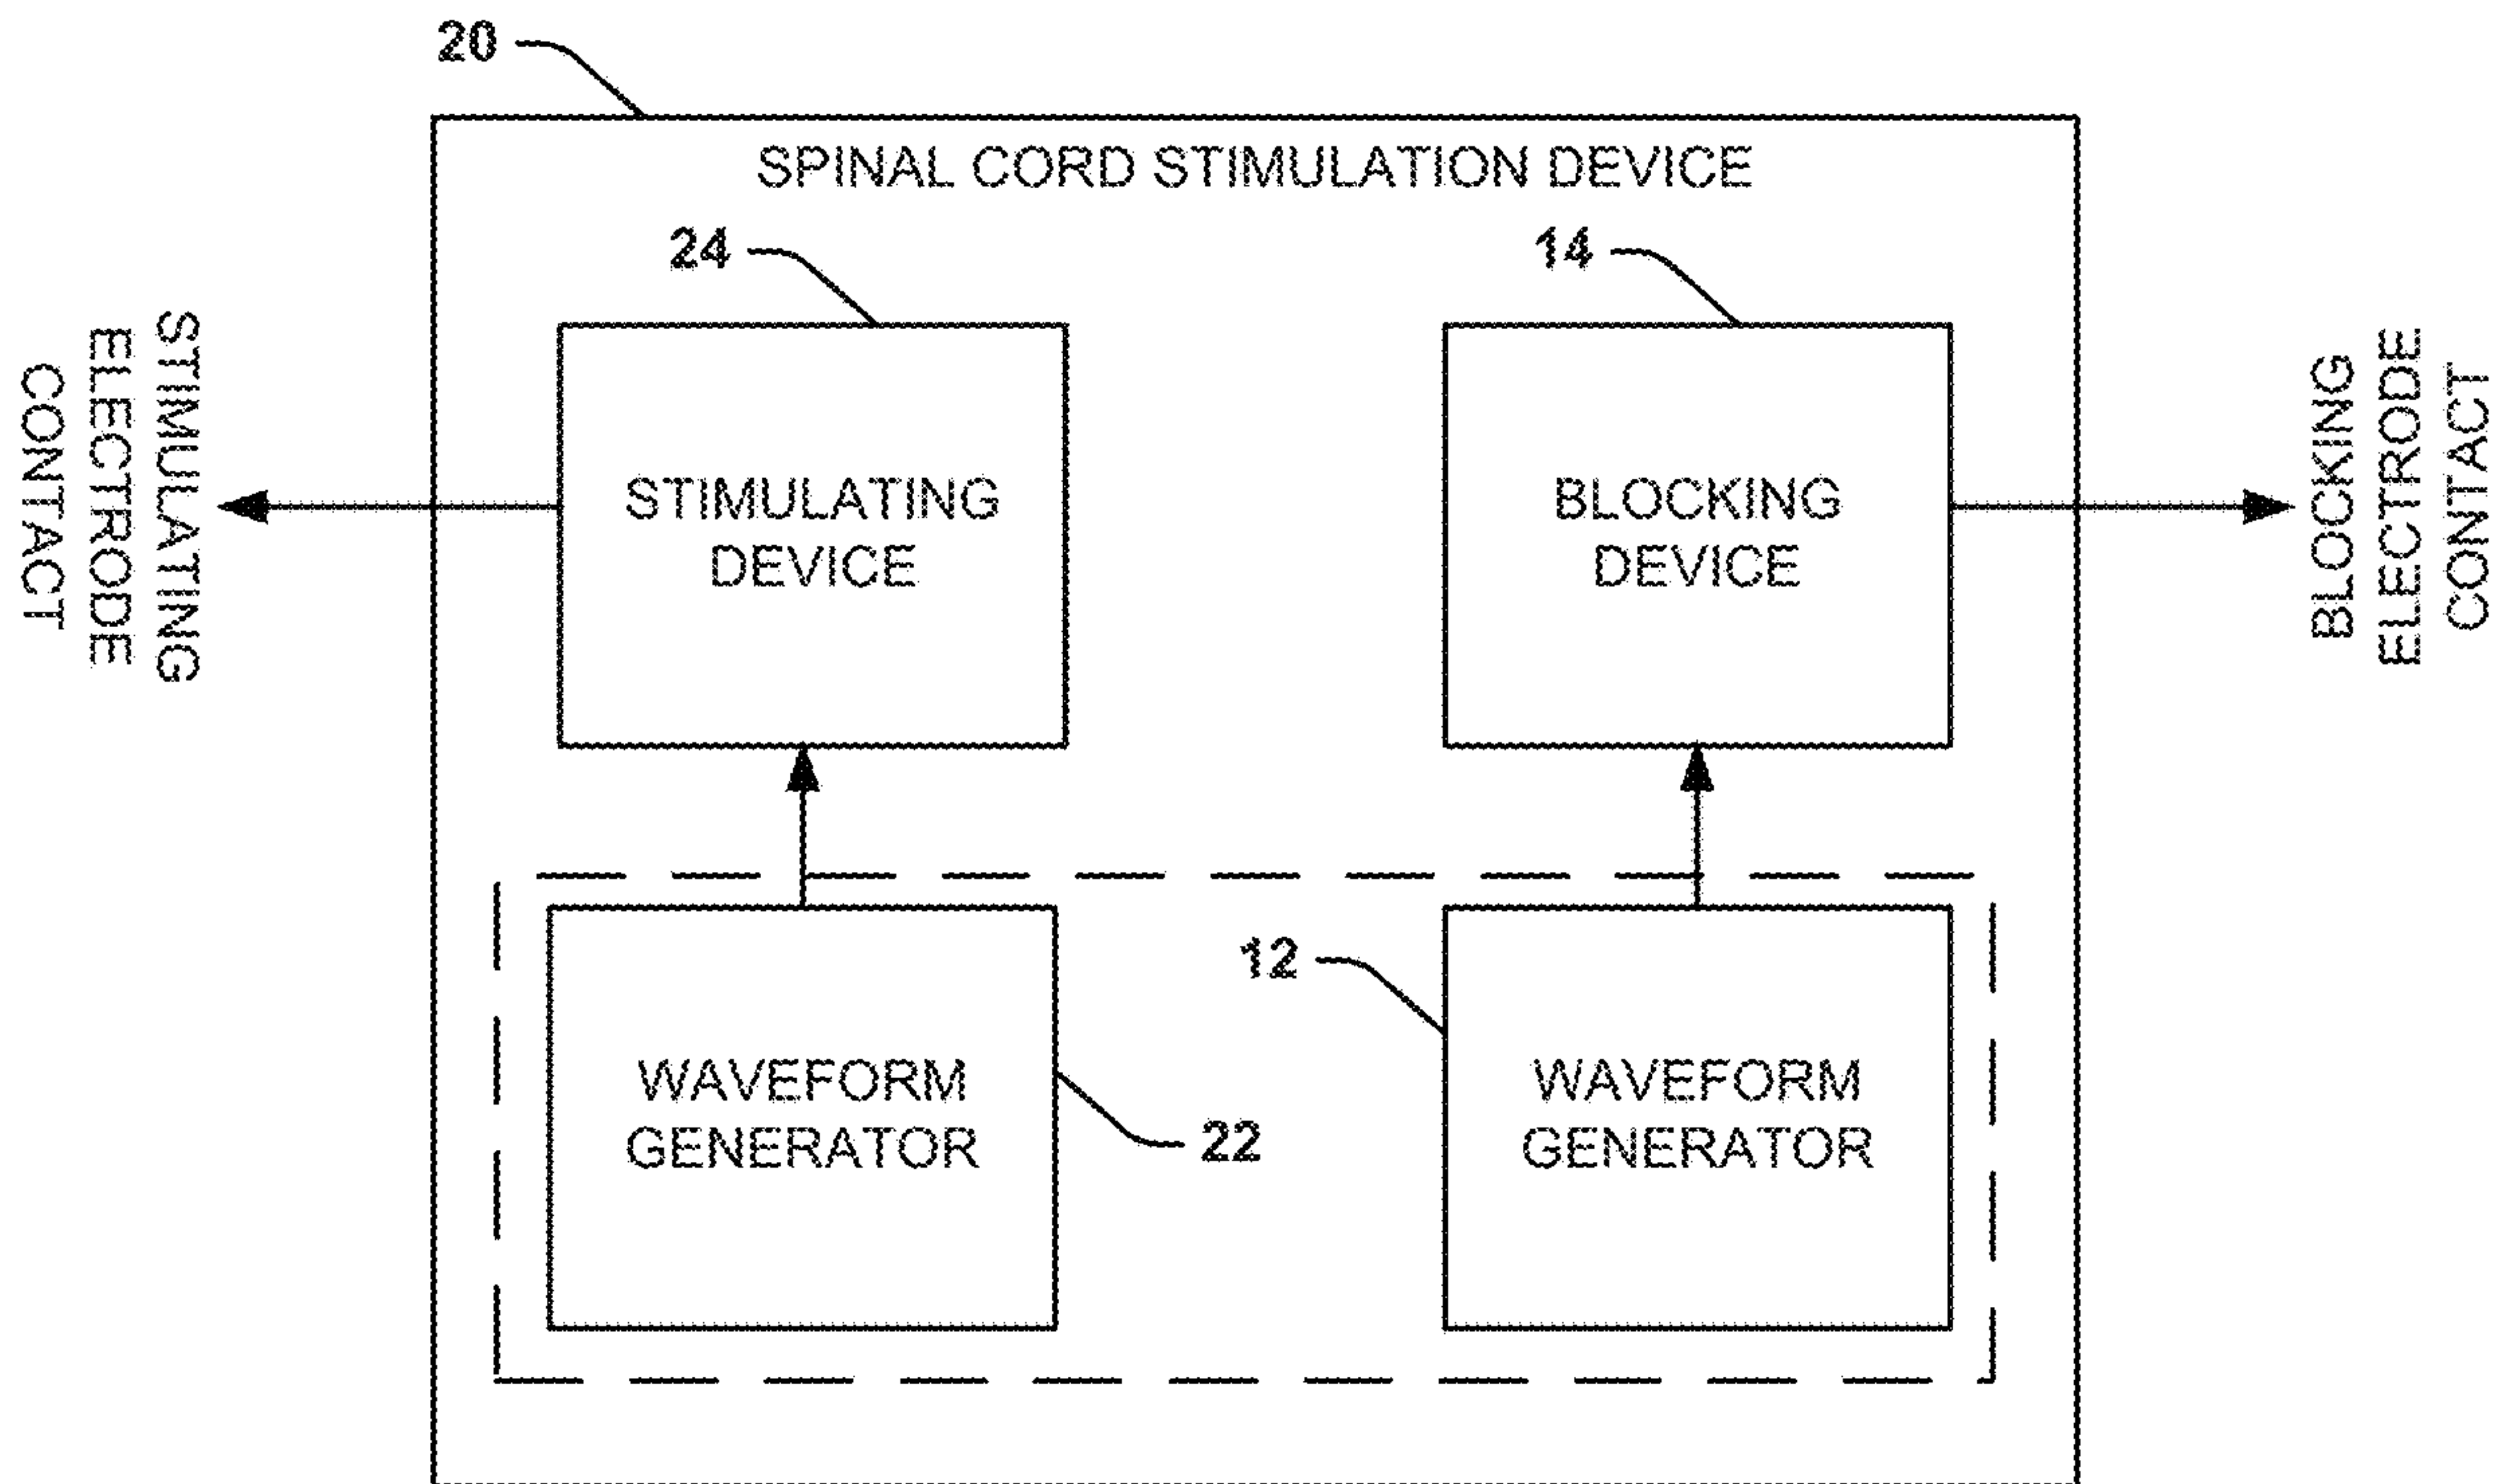 20
SPINAL CORD STIMULATION DEVICE
24
14
STIMULATING
ELECTRODE
CONTACT
STIMULATING
DEVICE
BLOCKING
DEVICE
BLOCKING
ELECTRODE
CONTACT
12
WAVEFORM
GENERATOR
22
WAVEFORM
GENERATOR